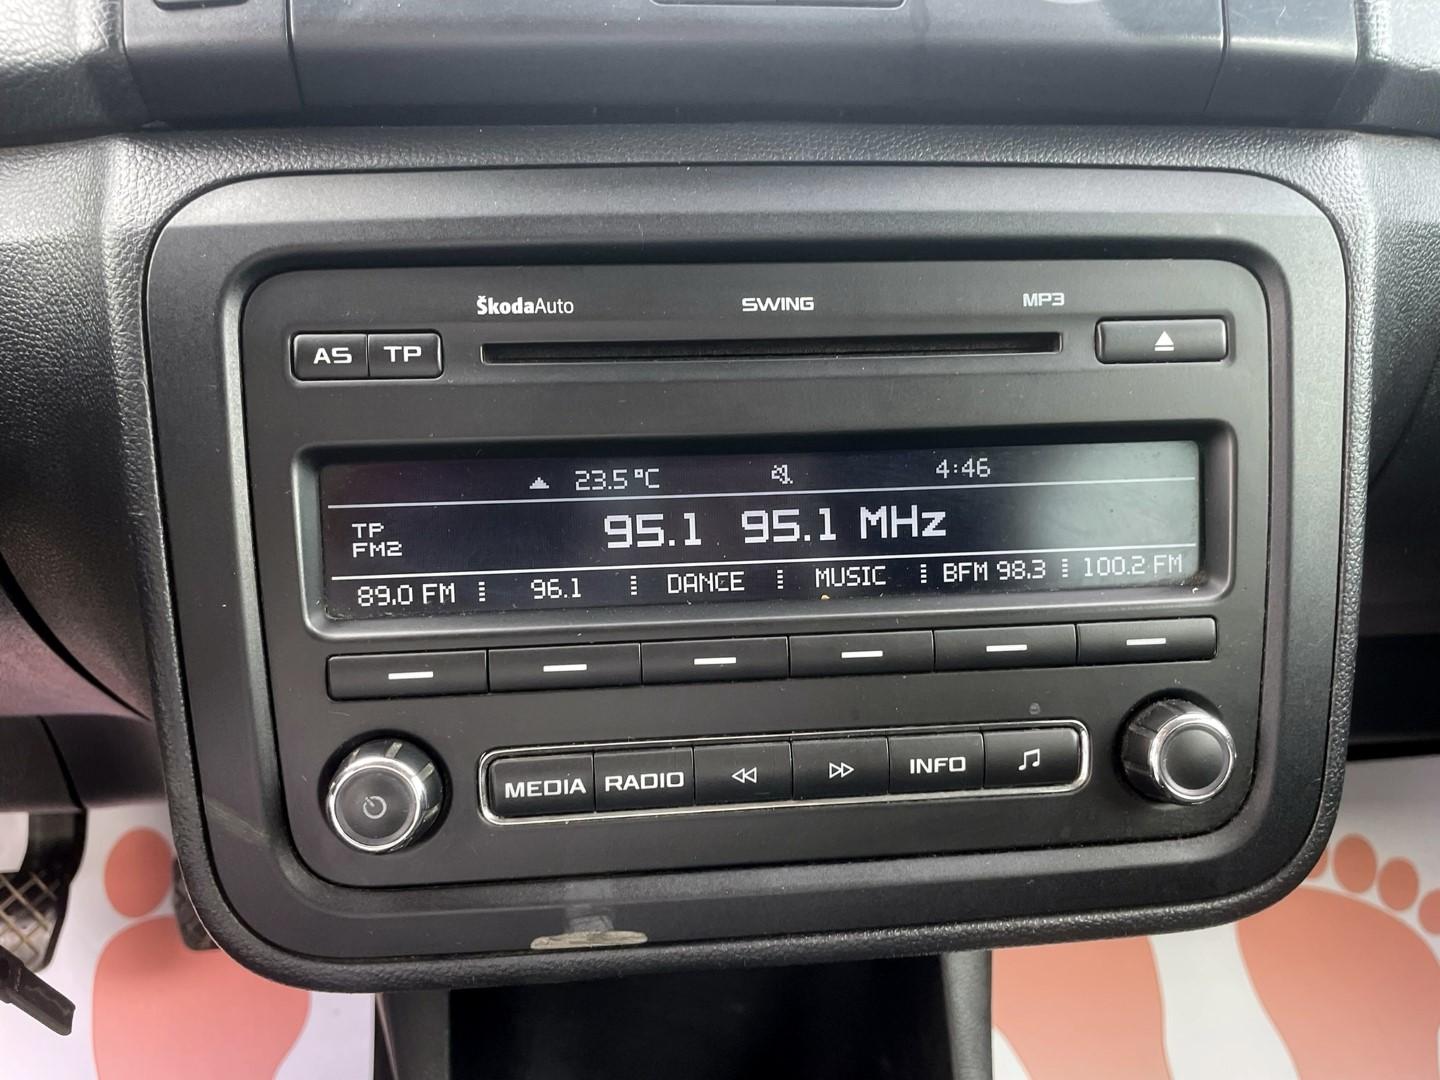 ŠkodaAuto SWING MP3
AS TP
23.5 °C 4:46
TP
FM2
95.1 95.1 MHz
89.0 FM 96.1 DANCE MUSIC BFM 98.3 100.2 FM
MEDIA RADIO INFO